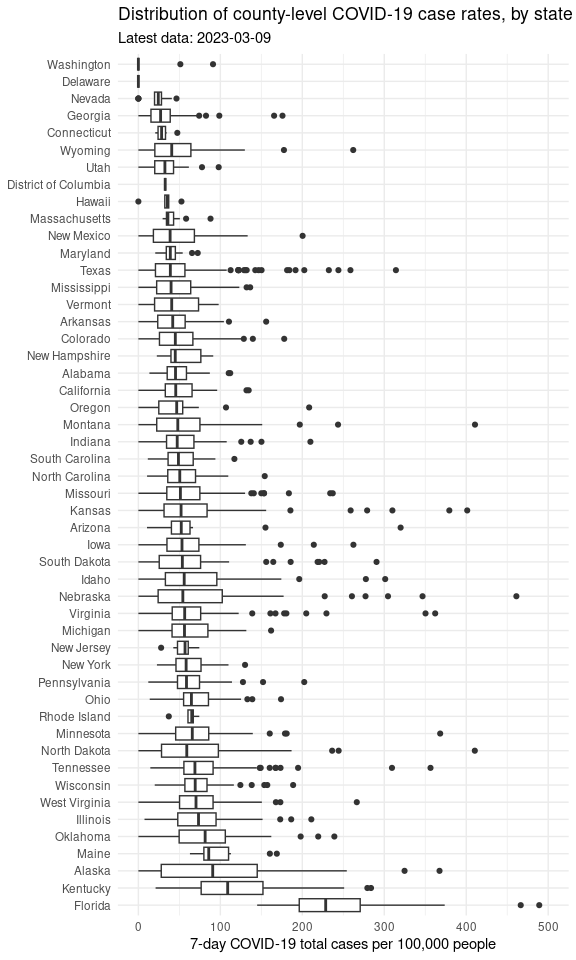 Distribution of county-level COVID-19 case rates, by state
Latest data: 2023-03-09
Washington
Delaware
Nevada
Georgia
Connecticut
Wyoming
Utah
District of Columbia
Hawaii
Massachusetts
New Mexico
Maryland
Texas
Mississippi
Vermont
Arkansas
Colorado
New Hampshire
Alabama
California
Oregon
Montana
Indiana
South Carolina
North Carolina
Missouri
Kansas
Arizona
Iowa
South Dakota
Idaho
Nebraska
Virginia
Michigan
New Jersey
New York
Pennsylvania
Ohio
Rhode Island
Minnesota
North Dakota
Tennessee
Wisconsin
West Virginia
Illinois
Oklahoma
Maine
Alaska
Kentucky
Florida
0 100 200 300 400 500
7-day COVID-19 total cases per 100,000 people